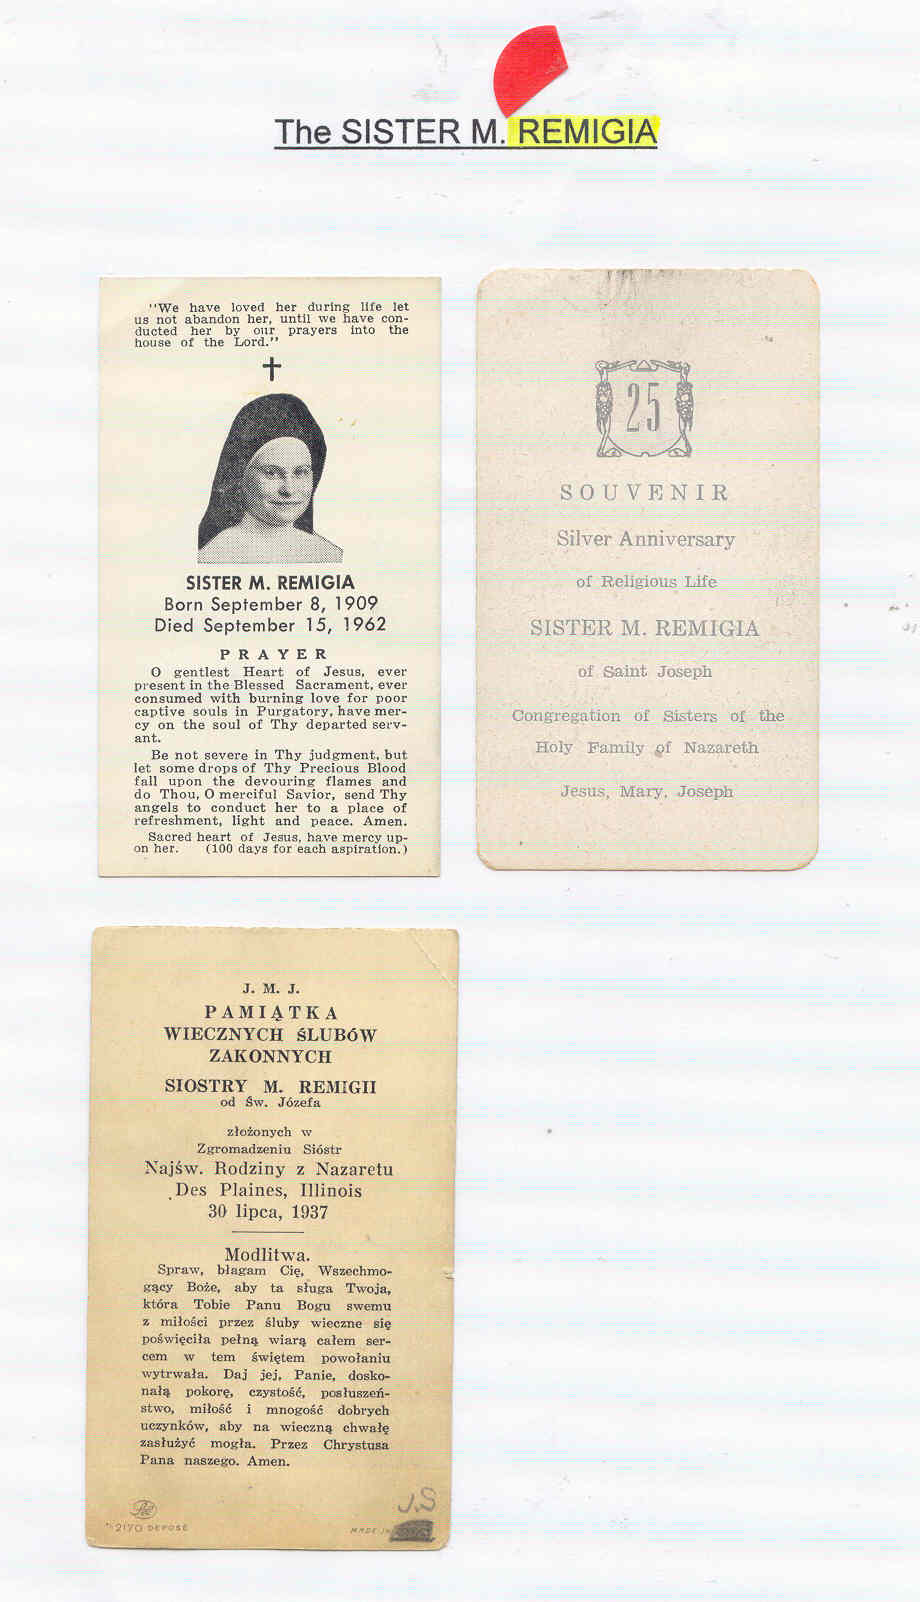 The SISTER M. REMIGIA
"We have loved her during life let
us not abandon her, until we have con-
ducted her by our prayers into the
house of the Lord."
SISTER M. REMIGIA
Born September 8, 1909
Died September 15, 1962
PRAYER
O gentlest Heart of Jesus, ever
present in the Blessed Sacrament, ever
consumed with burning love for poor
captive souls in Purgatory, have mer-
cy on the soul of Thy departed serv-
ant.
Be not severe in Thy judgment, but
let some drops of Thy Precious Blood
fall upon the devouring flames and
do Thou, O merciful Savior, send Thy
angels to conduct her to a place of
refreshment, light and peace. Amen.
Sacred heart of Jesus, have mercy up-
on her. (100 days for each aspiration.)
25
SOUVENIR
Silver Anniversary
of Religious Life
SISTER M. REMIGIA
of Saint Joseph
Congregation of Sisters of the
Holy Family of Nazareth
Jesus, Mary, Joseph
J. M. J.
PAMIĄTKA
WIECZNYCH ŚLUBÓW
ZAKONNYCH
SIOSTRY M. REMIGII
od Św. Józefa
złożonych w
Zgromadzeniu Sióstr
Najśw. Rodziny z Nazaretu
Des Plaines, Illinois
30 lipca, 1937
Modlitwa.
Spraw, błagam Cię, Wszechmo-
gący Boże, aby ta sługa Twoja,
która Tobie Panu Bogu swemu
z miłości przez śluby wieczne się
poświęciła pełną wiarą całem ser-
cem w tem świętem powołaniu
wytrwała. Daj jej, Panie, dosko-
nałą pokorę, czystość, posłuszeń-
stwo, miłość i mnogość dobrych
uczynków, aby na wieczną chwałę
zasłużyć mogła. Przez Chrystusa
Pana naszego. Amen.
J.S
2170 DEPOSÉ
MADE IN